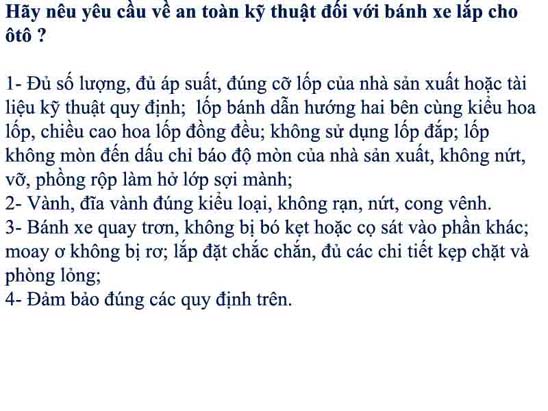 Hãy nêu yêu cầu về an toàn kỹ thuật đối với bánh xe lắp cho
ôtô ?
1- Đủ số lượng, đủ áp suất, đúng cỡ lốp của nhà sản xuất hoặc tài
liệu kỹ thuật quy định; lốp bánh dẫn hướng hai bên cùng kiểu hoa
lốp, chiều cao hoa lốp đồng đều; không sử dụng lốp đắp; lốp
không mòn đến dấu chỉ báo độ mòn của nhà sản xuất, không nứt,
vỡ, phồng rộp làm hở lớp sợi mành;
2- Vành, đĩa vành đúng kiểu loại, không rạn, nứt, cong vênh.
3- Bánh xe quay trơn, không bị bó kẹt hoặc cọ sát vào phần khác;
moay ơ không bị rơ; lắp đặt chắc chắn, đủ các chi tiết kẹp chặt và
phòng lỏng;
4- Đảm bảo đúng các quy định trên.